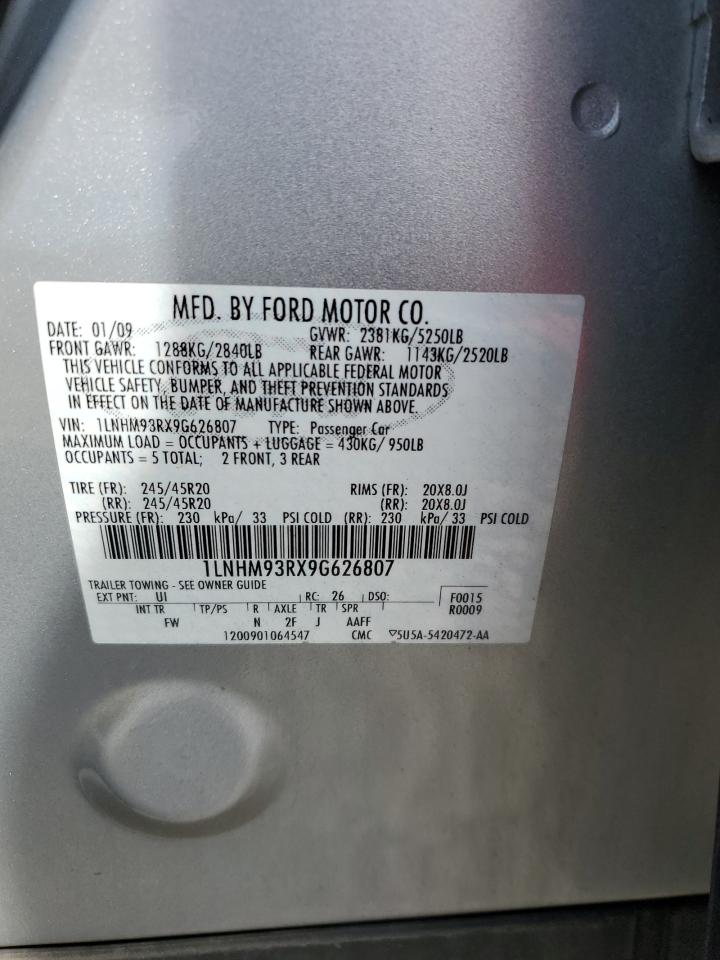 MFD. BY FORD MOTOR CO.
DATE: 01/09 GVWR: 2381KG/5250LB
FRONT GAWR: 1288KG/2840LB REAR GAWR: 1143KG/2520LB
THIS VEHICLE CONFORMS TO ALL APPLICABLE FEDERAL MOTOR
VEHICLE SAFETY, BUMPER, AND THEFT PREVENTION STANDARDS
IN EFFECT ON THE DATE OF MANUFACTURE SHOWN ABOVE.
VIN: 1LNHM93RX9G626807 TYPE: Passenger Car
MAXIMUM LOAD = OCCUPANTS + LUGGAGE = 430KG/ 950LB
OCCUPANTS = 5 TOTAL; 2 FRONT, 3 REAR
TIRE (FR): 245/45R20 RIMS (FR): 20X8.0J
(RR): 245/45R20 (RR): 20X8.0J
PRESSURE (FR): 230 kPa/ 33 PSI COLD (RR): 230 kPa/ 33 PSI COLD
1LNHM93RX9G626807
TRAILER TOWING - SEE OWNER GUIDE
EXT PNT: UI RC: 26 DSO: F0015
INT TR TP/PS R AXLE TR SPR R0009
FW N 2F J AAFF
1200901064547 CMC ▽5U5A-5420472-AA